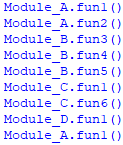 Module_A.fun1()
Module_A.fun2()
Module_B.fun3()
Module_B.fun4()
Module_B.fun5()
Module_C.fun1()
Module_C.fun6()
Module_D.fun1()
Module_A.fun1()